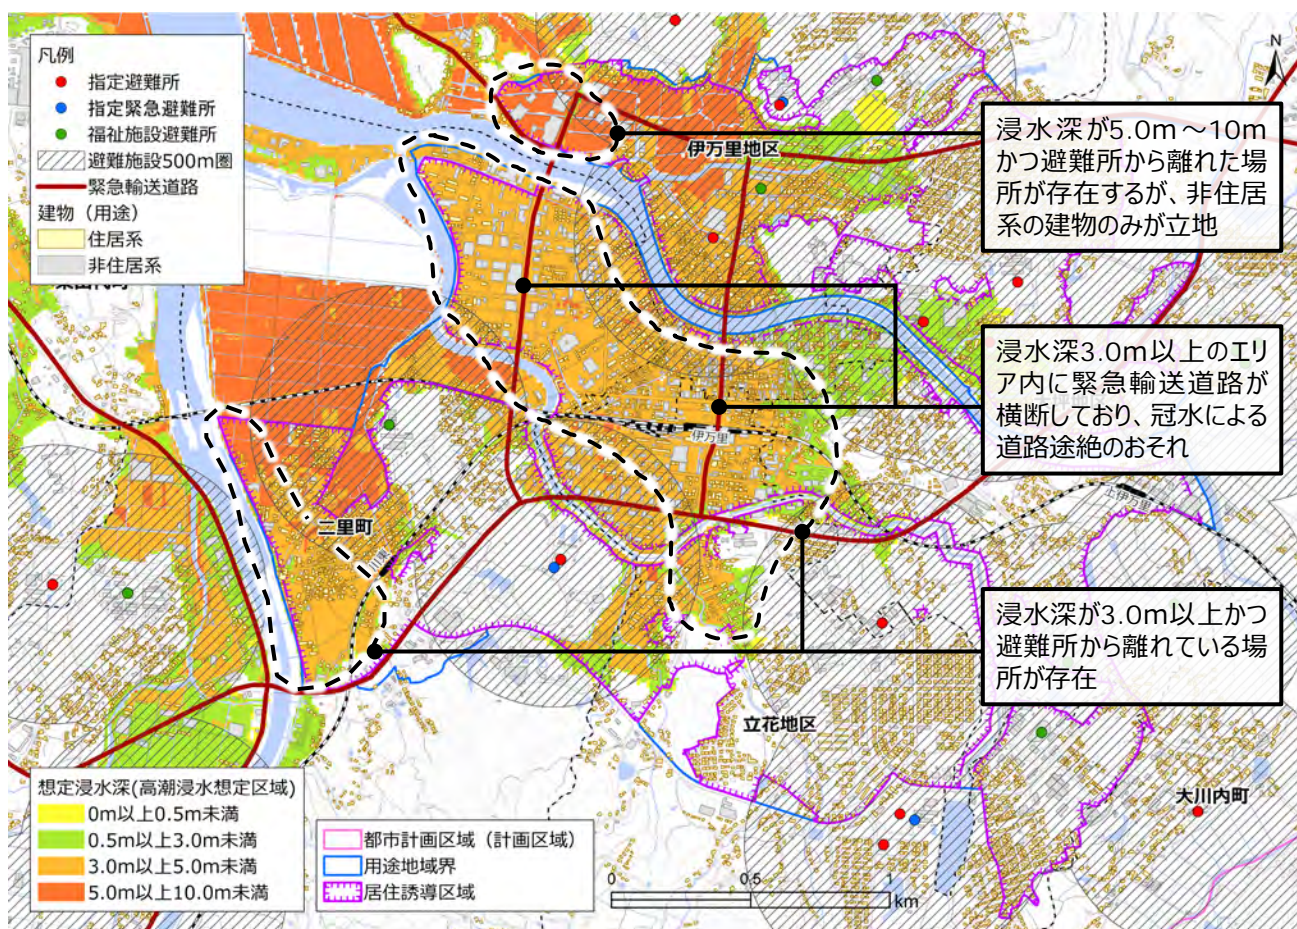 凡例
指定避難所
指定緊急避難所
福祉施設避難所
避難施設500m圏
緊急輸送道路
建物（用途）
住居系
非住居系
N
伊万里地区
浸水深が5.0m～10m
かつ避難所から離れた場
所が存在するが、非住居
系の建物のみが立地
浸水深3.0m以上のエリ
ア内に緊急輸送道路が
横断しており、冠水による
道路途絶のおそれ
伊万里
上伊万里
二里町
川東
浸水深が3.0m以上かつ
避難所から離れている場
所が存在
立花地区
大川内町
想定浸水深(高潮浸水想定区域)
0m以上0.5m未満
0.5m以上3.0m未満
3.0m以上5.0m未満
5.0m以上10.0m未満
都市計画区域（計画区域）
用途地域界
居住誘導区域
0 0.5 1
km